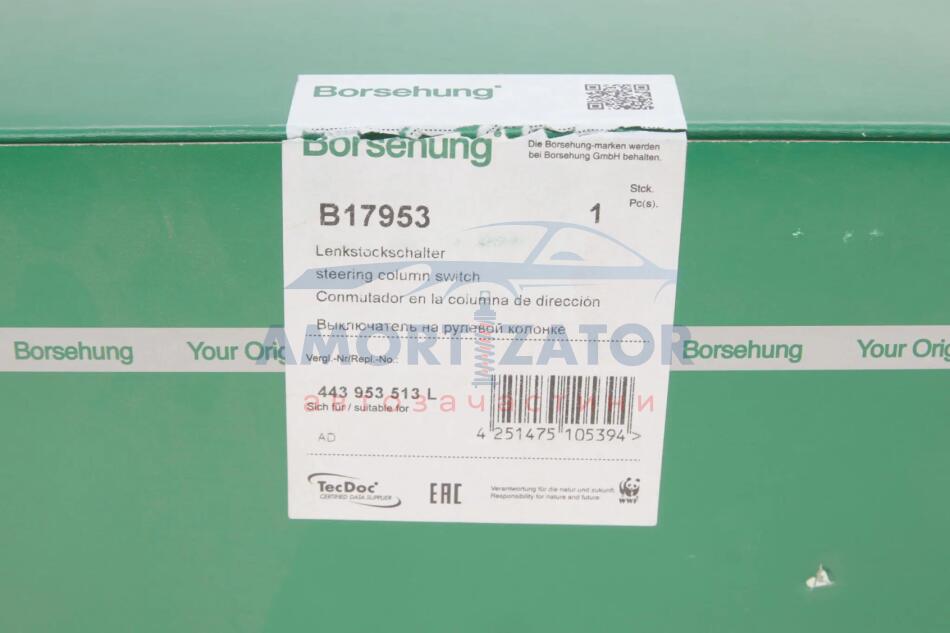 Borsehung®
Borsehung
Die Borsehung-marken werden
bei Borsehung GmbH behalten.
B17953
1
Stck.
Pc(s).
Lenkstockschalter
steering column switch
Conmutador en la columna de dirección
Выключатель на рулевой колонке
AMORTIZATOR
автозачастини
Borsehung
Your Orig
Borsehung
Your Orig
Vergl.-Nr/Repl.-No.:
443 953 513 L
Sich für / suitable for
AD
4 251475 105394 >
TecDoc®
CERTIFIED DATA SUPPLIER
EAC
Verantwortung für die natur und zukunft.
Responsibility for nature and future.
WWF